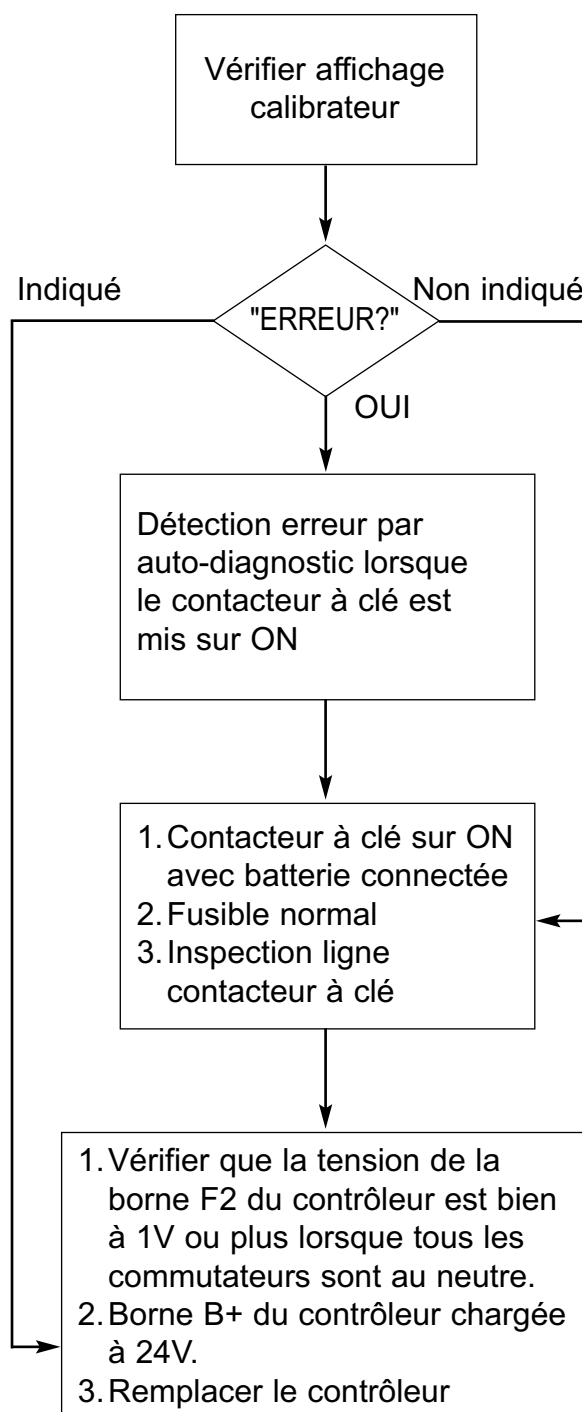 Vérifier affichage
calibrateur
Indiqué
"ERREUR?"
Non indiqué
OUI
Détection erreur par
auto-diagnostic lorsque
le contacteur à clé est
mis sur ON
1. Contacteur à clé sur ON
avec batterie connectée
2. Fusible normal
3. Inspection ligne
contacteur à clé
1. Vérifier que la tension de la
borne F2 du contrôleur est bien
à 1V ou plus lorsque tous les
commutateurs sont au neutre.
2. Borne B+ du contrôleur chargée
à 24V.
3. Remplacer le contrôleur